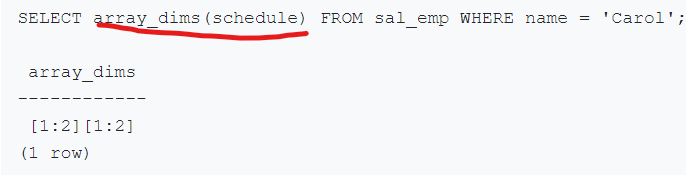 SELECT array_dims(schedule) FROM sal_emp WHERE name = 'Carol';
array_dims
------------
[1:2][1:2]
(1 row)